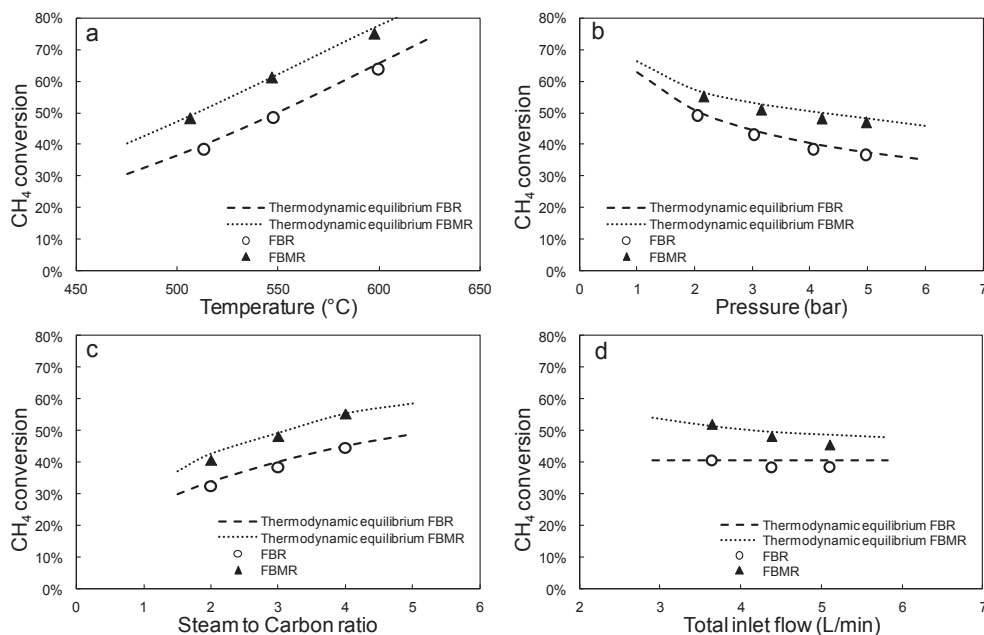 a
CH4 conversion
80%
70%
60%
50%
40%
30%
20%
10%
0%
Thermodynamic equilibrium FBR
Thermodynamic equilibrium FBMR
FBR
FBMR
450 500 550 600 650
Temperature (°C)
b
CH4 conversion
80%
70%
60%
50%
40%
30%
20%
10%
0%
Thermodynamic equilibrium FBR
Thermodynamic equilibrium FBMR
FBR
FBMR
0 1 2 3 4 5 6 7
Pressure (bar)
c
CH4 conversion
80%
70%
60%
50%
40%
30%
20%
10%
0%
Thermodynamic equilibrium FBR
Thermodynamic equilibrium FBMR
FBR
FBMR
0 1 2 3 4 5 6
Steam to Carbon ratio
d
CH4 conversion
80%
70%
60%
50%
40%
30%
20%
10%
0%
Thermodynamic equilibrium FBR
Thermodynamic equilibrium FBMR
FBR
FBMR
2 3 4 5 6 7
Total inlet flow (L/min)